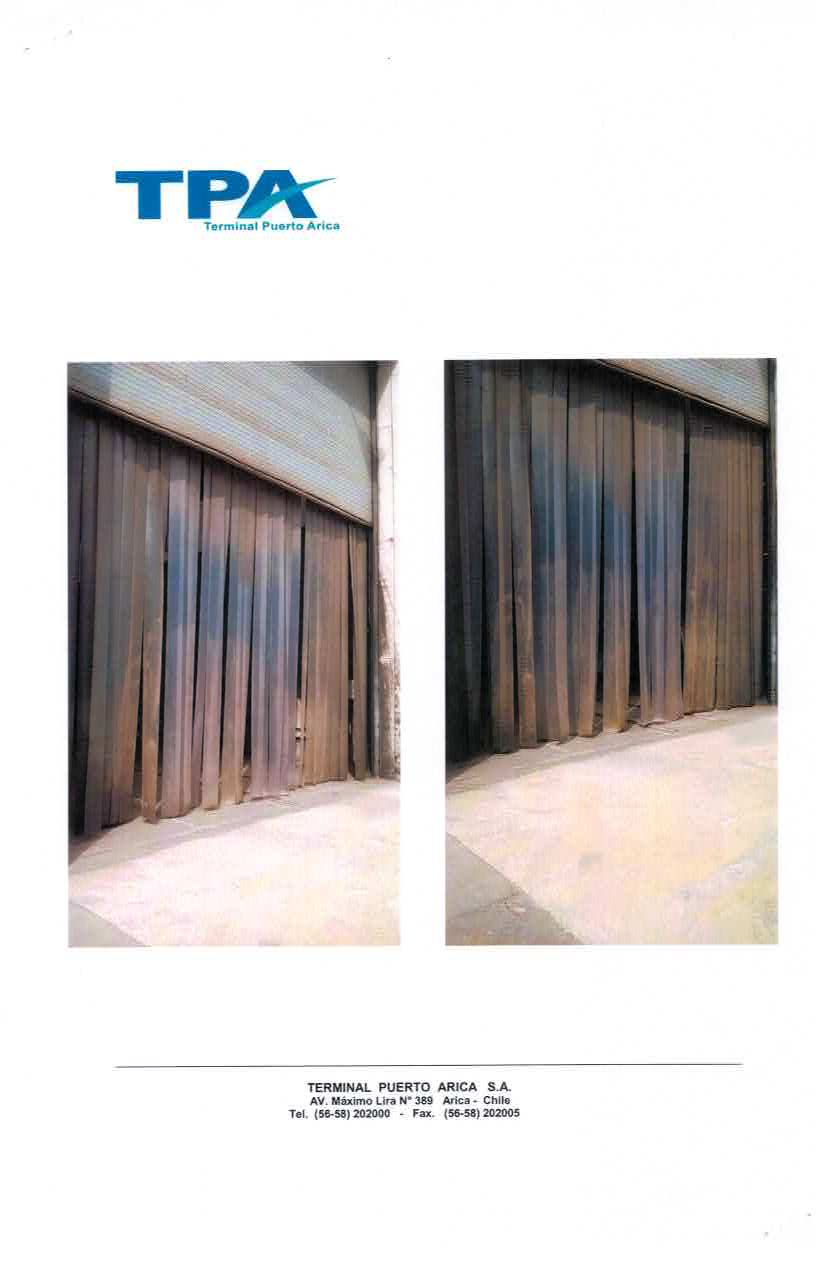 TPA
Terminal Puerto Arica
TERMINAL PUERTO ARICA S.A.
AV. Máximo Lira N° 389 Arica - Chile
Tel. (56-58) 202000 - Fax. (56-58) 202005